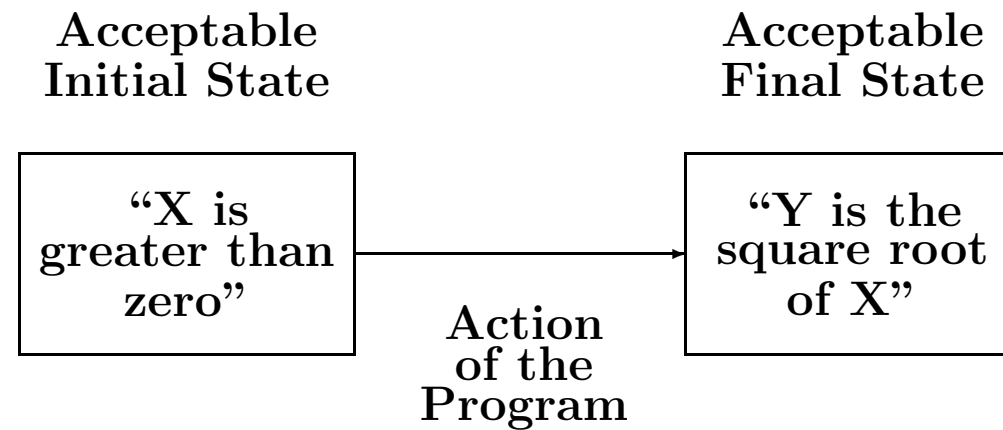 Acceptable
Initial State
Acceptable
Final State
“X is
greater than
zero”
“Y is the
square root
of X”
Action
of the
Program